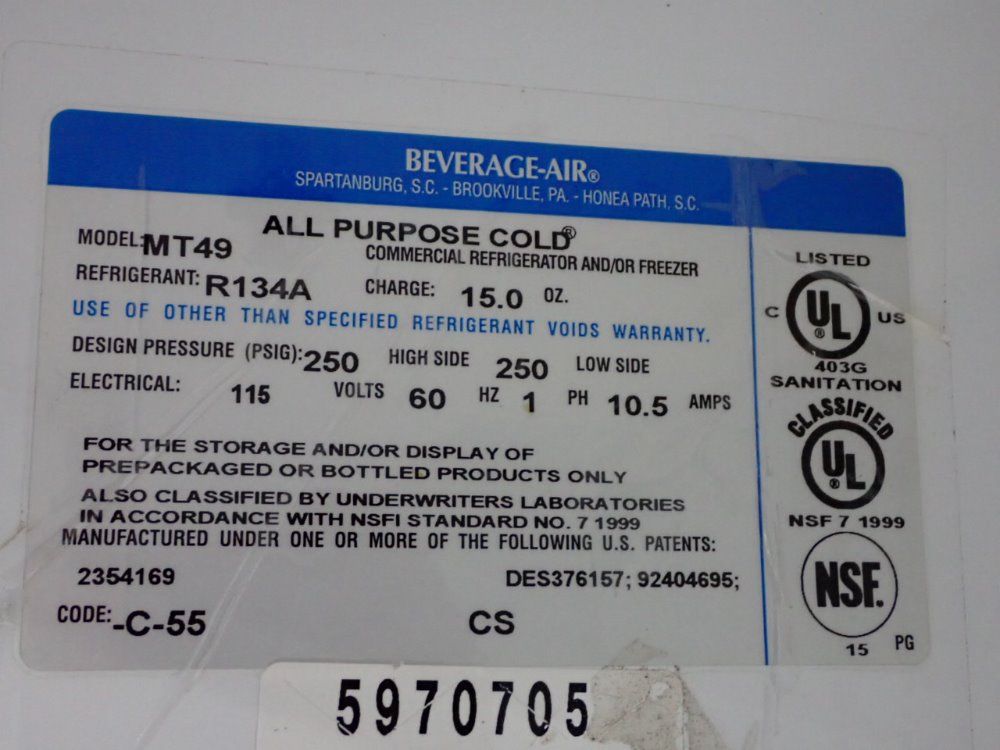 BEVERAGE-AIR®
SPARTANBURG, S.C. - BROOKVILLE, PA. - HONEA PATH, S.C.
ALL PURPOSE COLD®
MODEL: MT49
COMMERCIAL REFRIGERATOR AND/OR FREEZER
REFRIGERANT: R134A CHARGE: 15.0 OZ.
USE OF OTHER THAN SPECIFIED REFRIGERANT VOIDS WARRANTY.
DESIGN PRESSURE (PSIG): 250 HIGH SIDE 250 LOW SIDE
ELECTRICAL: 115 VOLTS 60 HZ 1 PH 10.5 AMPS
FOR THE STORAGE AND/OR DISPLAY OF
PREPACKAGED OR BOTTLED PRODUCTS ONLY
ALSO CLASSIFIED BY UNDERWRITERS LABORATORIES
IN ACCORDANCE WITH NSFI STANDARD NO. 7 1999
MANUFACTURED UNDER ONE OR MORE OF THE FOLLOWING U.S. PATENTS:
2354169 DES376157; 92404695;
CODE: -C-55 CS
LISTED
C UL® US
403G
SANITATION
CLASSIFIED
UL®
NSF 7 1999
NSF.
15 PG
5970705